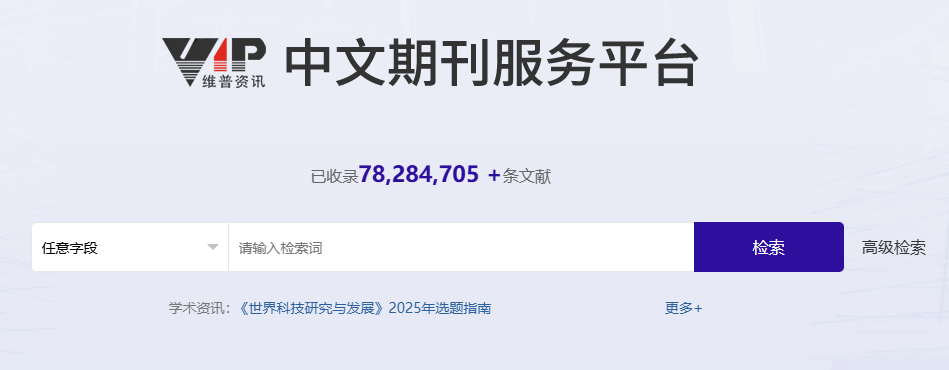 VIP 中文期刊服务平台
维普资讯
已收录78,284,705 +条文献
任意字段 请输入检索词 检索 高级检索
学术资讯：《世界科技研究与发展》2025年选题指南 更多+